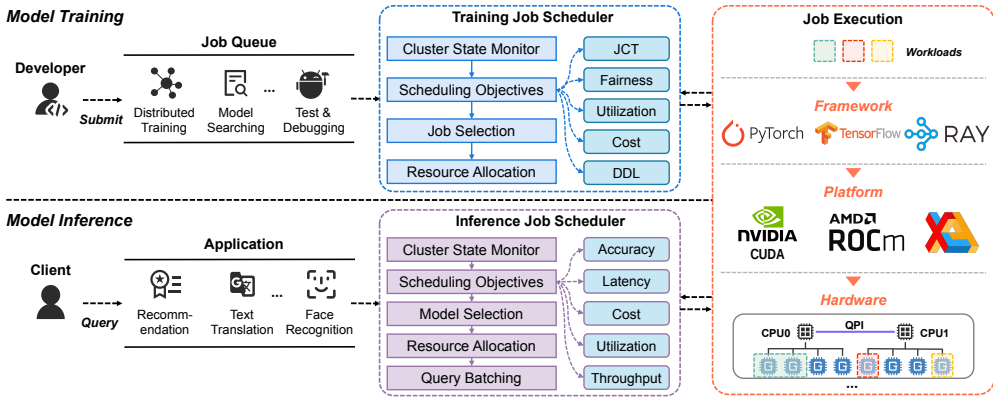 Model Training
Developer
Submit
Job Queue
Distributed
Training
Model
Searching
...
Test &
Debugging
Training Job Scheduler
Cluster State Monitor
Scheduling Objectives
Job Selection
Resource Allocation
JCT
Fairness
Utilization
Cost
DDL
Model Inference
Client
Query
Application
Recomm-
endation
Text
Translation
...
Face
Recognition
Inference Job Scheduler
Cluster State Monitor
Scheduling Objectives
Model Selection
Resource Allocation
Query Batching
Accuracy
Latency
Cost
Utilization
Throughput
Job Execution
Workloads
Framework
PyTorch
TensorFlow
RAY
Platform
NVIDIA
CUDA
AMD
ROCm
XLA
Hardware
CPU0
QPI
CPU1
G G G G G G G G
...